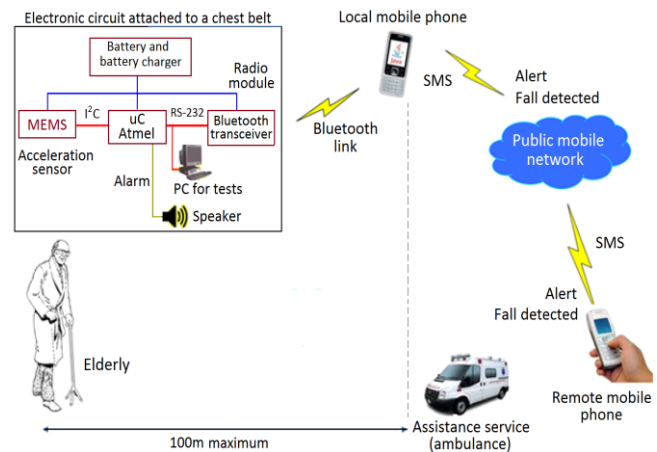 Electronic circuit attached to a chest belt
Battery and
battery charger
Radio
module
I²C
RS-232
MEMS
uC
Atmel
Bluetooth
transceiver
Acceleration
sensor
Alarm
PC for tests
Speaker
Local mobile phone
Java
SMS
Bluetooth
link
Alert
Fall detected
Public mobile
network
SMS
Alert
Fall detected
Remote mobile
phone
Elderly
100m maximum
Assistance service
(ambulance)